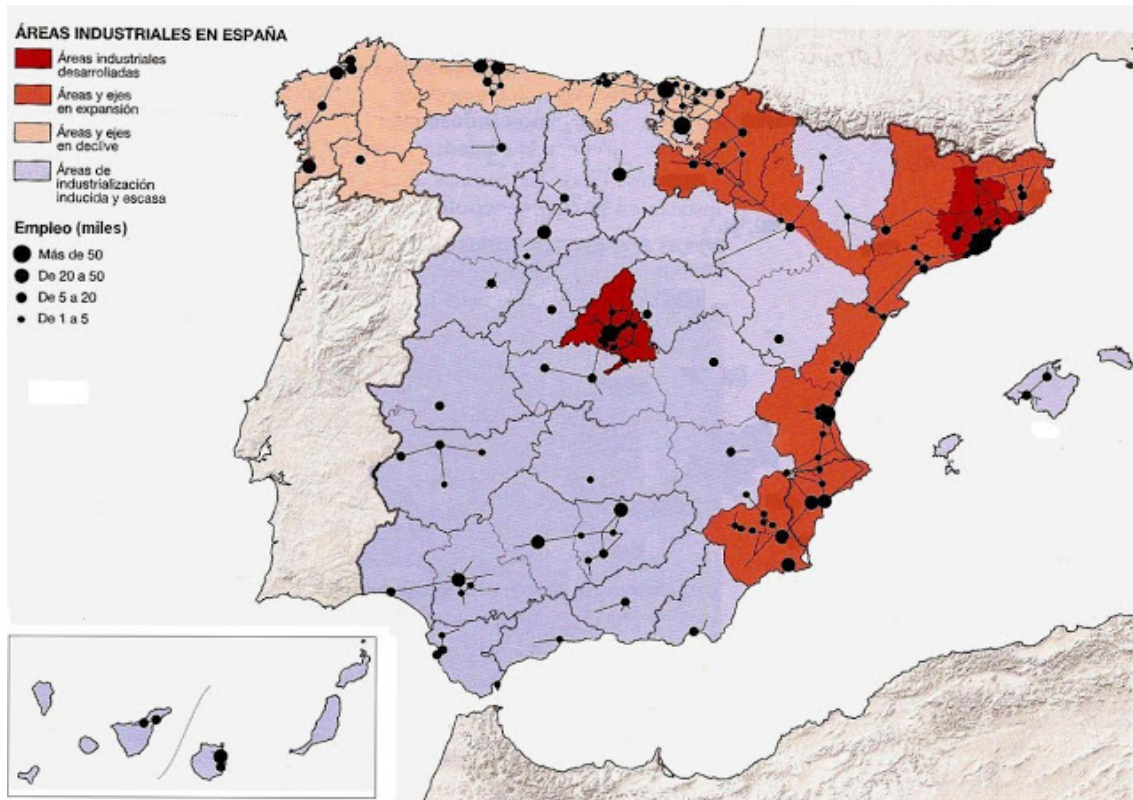 ÁREAS INDUSTRIALES EN ESPAÑA
Áreas industriales
desarrolladas
Áreas y ejes
en expansión
Áreas y ejes
en declive
Áreas de
industrialización
inducida y escasa
Empleo (miles)
Más de 50
De 20 a 50
De 5 a 20
De 1 a 5